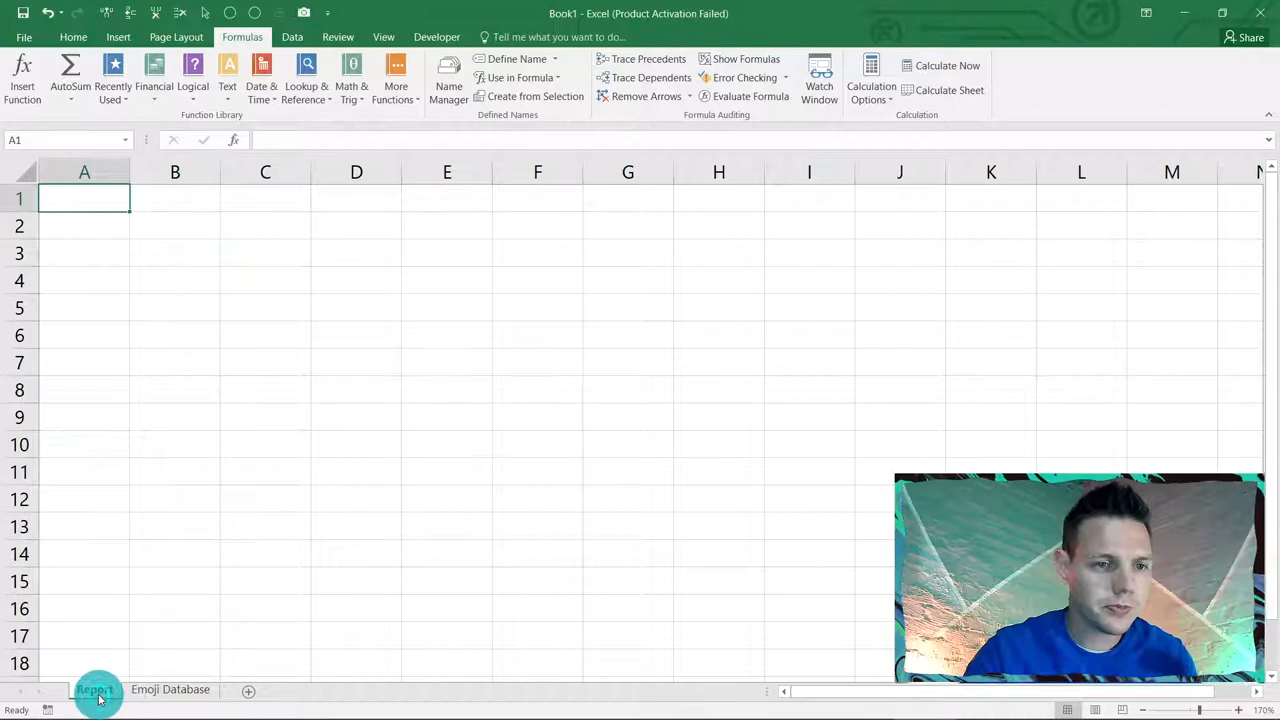 Book1 - Excel (Product Activation Failed)
File Home Insert Page Layout Formulas Data Review View Developer Tell me what you want to do... Share
Insert Function
AutoSum
Recently Used
Financial
Logical
Text
Date & Time
Lookup & Reference
Math & Trig
More Functions
Function Library
Name Manager
Define Name
Use in Formula
Create from Selection
Defined Names
Trace Precedents
Trace Dependents
Remove Arrows
Show Formulas
Error Checking
Evaluate Formula
Formula Auditing
Watch Window
Calculation Options
Calculate Now
Calculate Sheet
Calculation
A1 fx
A B C D E F G H I J K L M N
1
2
3
4
5
6
7
8
9
10
11
12
13
14
15
16
17
18
Report Emoji Database
Ready 170%